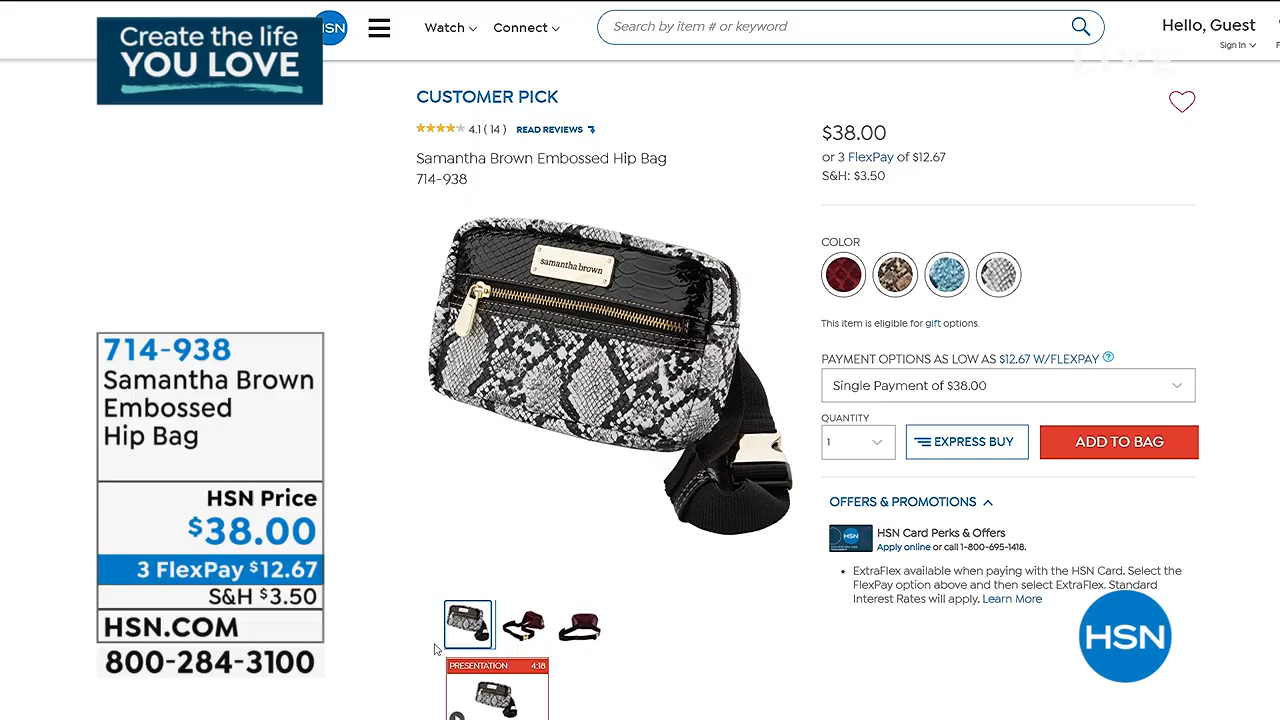 Create the life
YOU LOVE
HSN
Watch
Connect
Search by item # or keyword
Hello, Guest
Sign In
LIVE
CUSTOMER PICK
4.1 ( 14 ) READ REVIEWS
Samantha Brown Embossed Hip Bag
714-938
samantha brown
$38.00
or 3 FlexPay of $12.67
S&H: $3.50
COLOR
This item is eligible for gift options.
PAYMENT OPTIONS AS LOW AS $12.67 W/FLEXPAY ?
Single Payment of $38.00
QUANTITY
1
EXPRESS BUY
ADD TO BAG
OFFERS & PROMOTIONS
HSN
HSN Card Perks & Offers
Apply online or call 1-800-695-1418.
• ExtraFlex available when paying with the HSN Card. Select the
FlexPay option above and then select ExtraFlex. Standard
Interest Rates will apply. Learn More
714-938
Samantha Brown
Embossed
Hip Bag
HSN Price
$38.00
3 FlexPay $12.67
S&H $3.50
HSN.COM
800-284-3100
PRESENTATION 4:18
HSN